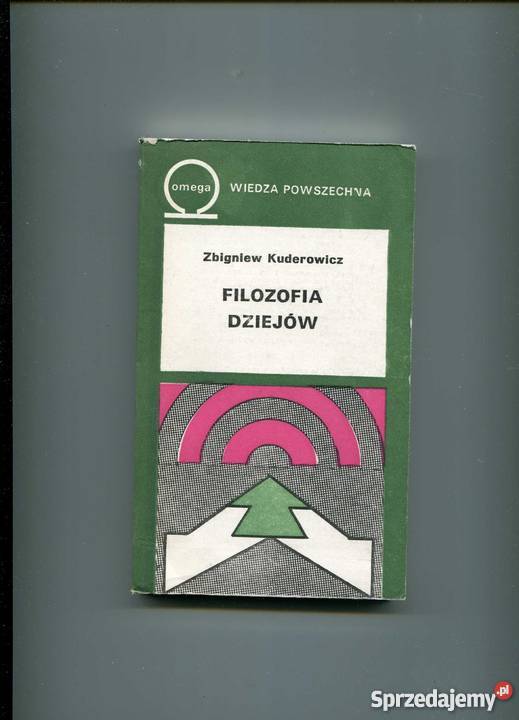 omega
WIEDZA POWSZECHNA
Zbigniew Kuderowicz
FILOZOFIA
DZIEJÓW
Sprzedajemy.pl